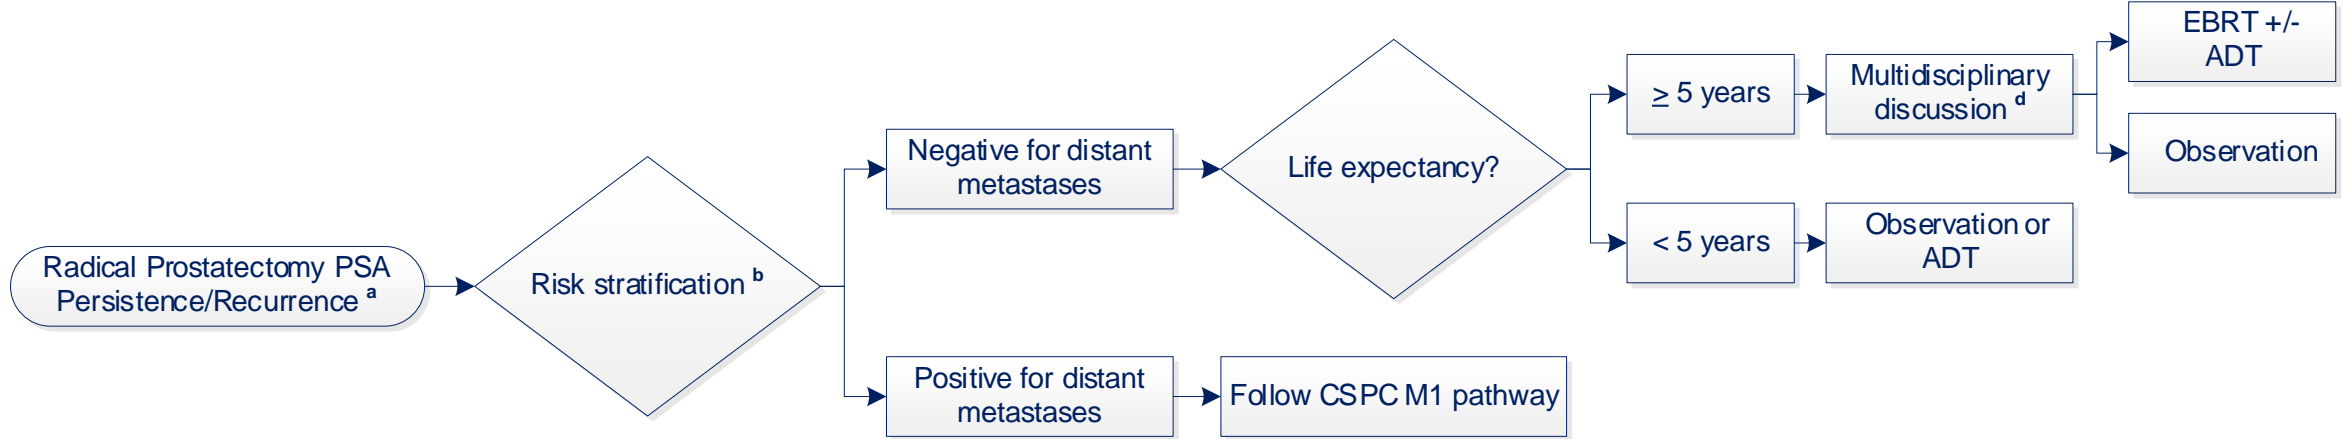 Radical Prostatectomy PSA
Persistence/Recurrence a
Risk stratification b
Negative for distant
metastases
Life expectancy?
≥ 5 years
Multidisciplinary
discussion d
EBRT +/-
ADT
Observation
< 5 years
Observation or
ADT
Positive for distant
metastases
Follow CSPC M1 pathway